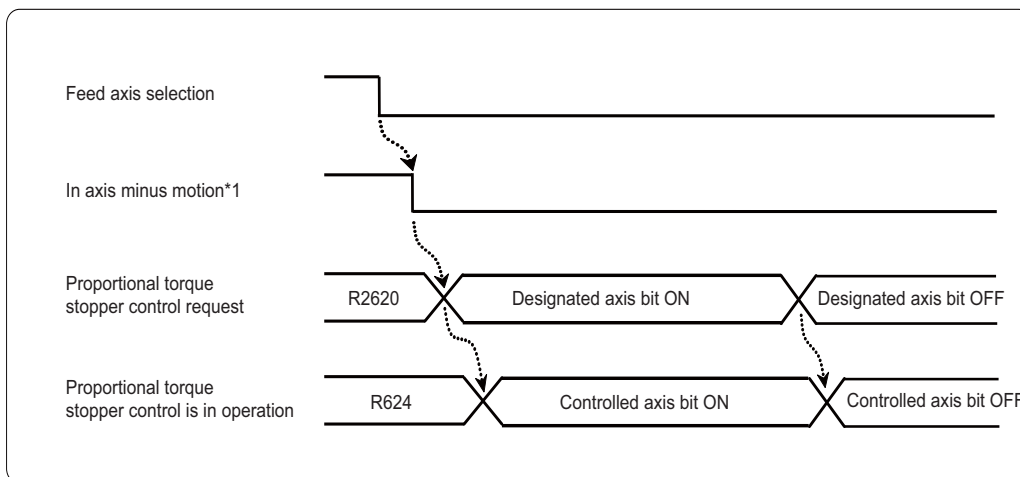 Feed axis selection
In axis minus motion*1
Proportional torque
stopper control request
R2620
Designated axis bit ON
Designated axis bit OFF
Proportional torque
stopper control is in operation
R624
Controlled axis bit ON
Controlled axis bit OFF